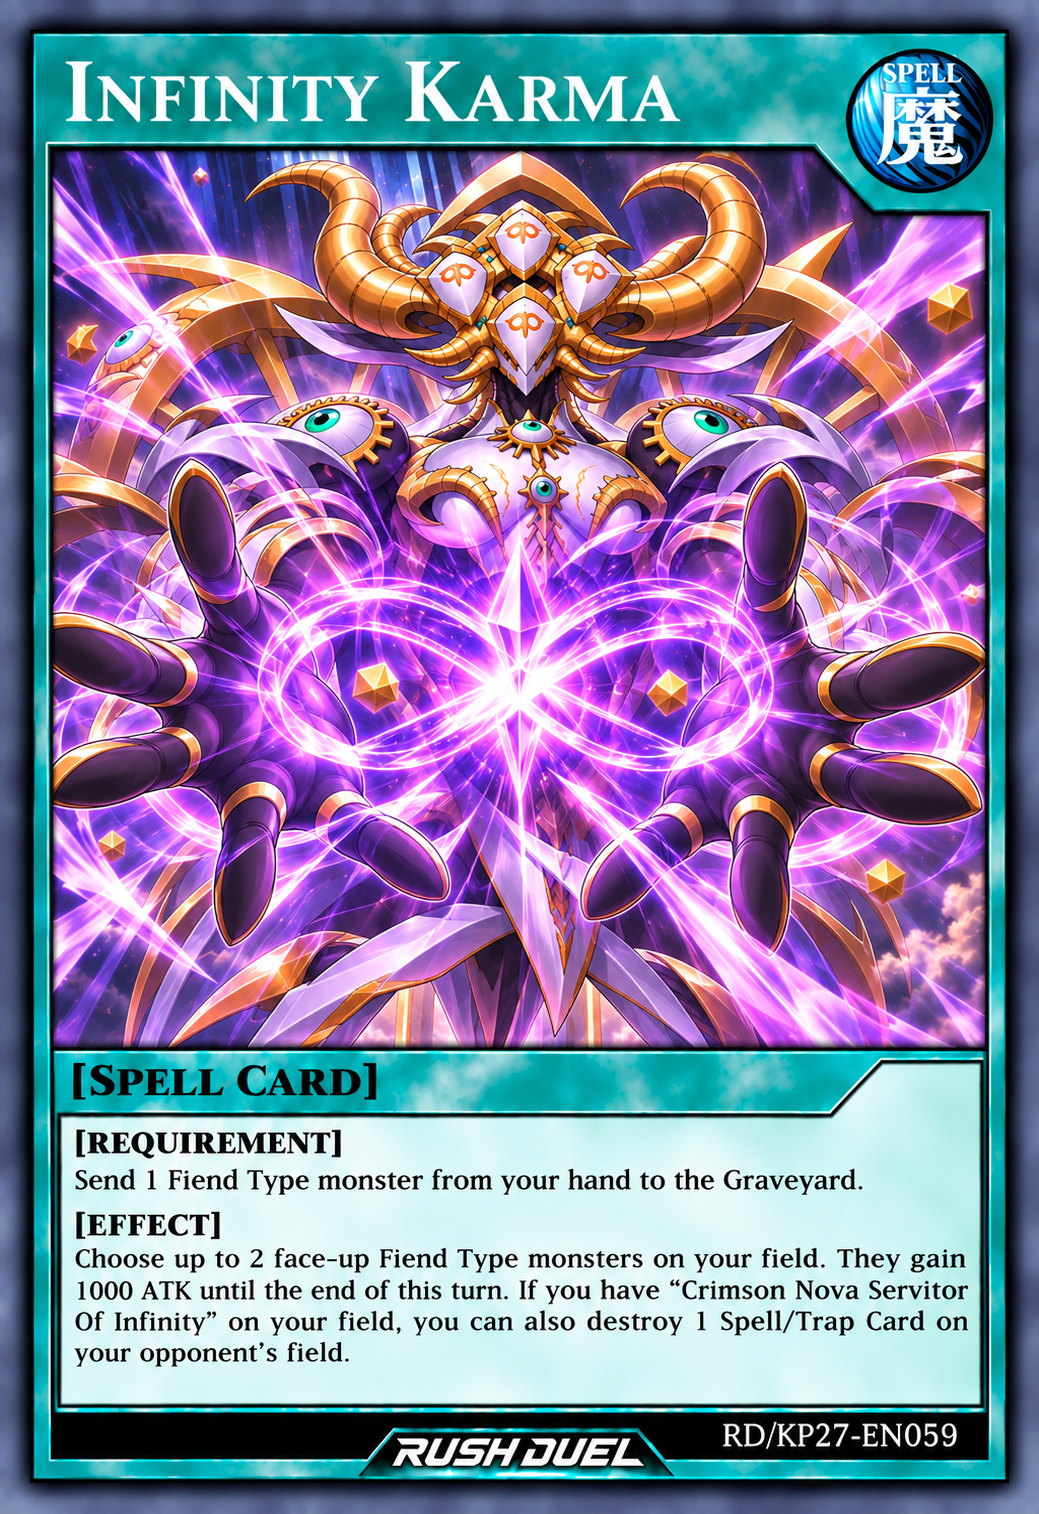 Infinity Karma
SPELL
魔
[Spell Card]
[REQUIREMENT]
Send 1 Fiend Type monster from your hand to the Graveyard.
[EFFECT]
Choose up to 2 face-up Fiend Type monsters on your field. They gain
1000 ATK until the end of this turn. If you have “Crimson Nova Servitor
Of Infinity” on your field, you can also destroy 1 Spell/Trap Card on
your opponent’s field.
RD/KP27-EN059
RUSH DUEL